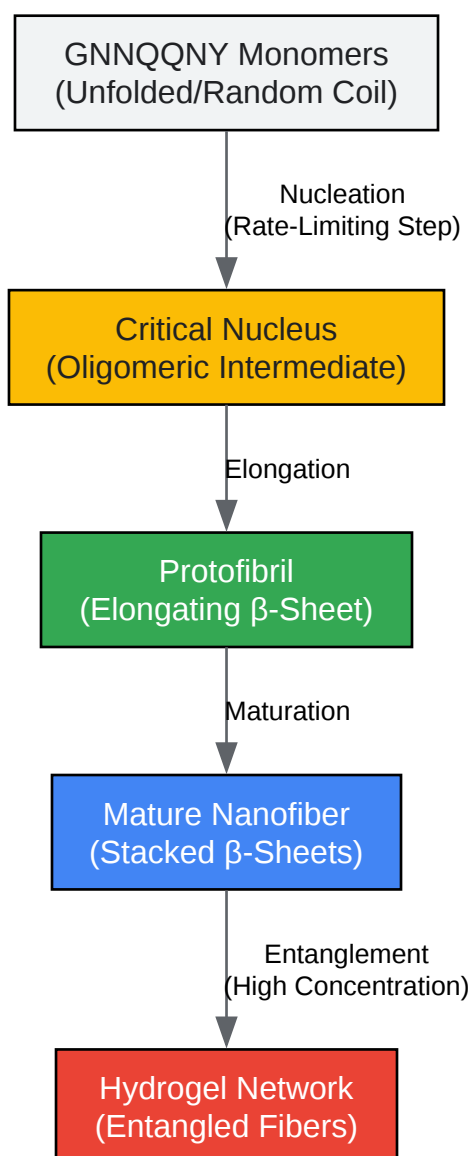 GNNQQNY Monomers
(Unfolded/Random Coil)
Nucleation
(Rate-Limiting Step)
Critical Nucleus
(Oligomeric Intermediate)
Elongation
Protofibril
(Elongating β-Sheet)
Maturation
Mature Nanofiber
(Stacked β-Sheets)
Entanglement
(High Concentration)
Hydrogel Network
(Entangled Fibers)